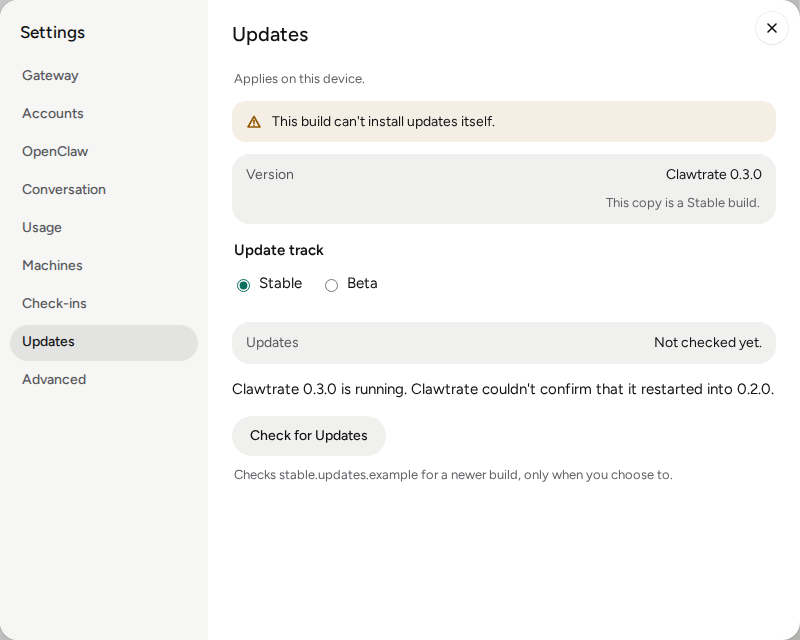 Settings
Gateway
Accounts
OpenClaw
Conversation
Usage
Machines
Check-ins
Updates
Advanced
Updates
Applies on this device.
This build can't install updates itself.
Version
Clawtrate 0.3.0
This copy is a Stable build.
Update track
Stable
Beta
Updates
Not checked yet.
Clawtrate 0.3.0 is running. Clawtrate couldn't confirm that it restarted into 0.2.0.
Check for Updates
Checks stable.updates.example for a newer build, only when you choose to.